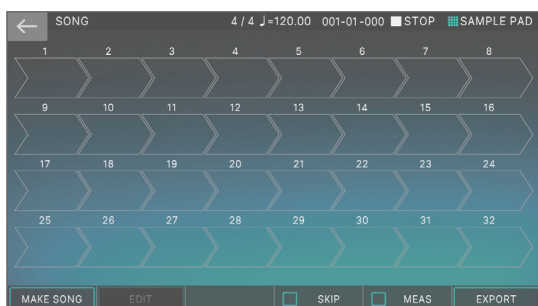 SONG 4 / 4 ♩=120.00 001-01-000 STOP SAMPLE PAD
1 2 3 4 5 6 7 8
9 10 11 12 13 14 15 16
17 18 19 20 21 22 23 24
25 26 27 28 29 30 31 32
MAKE SONG EDIT SKIP MEAS EXPORT